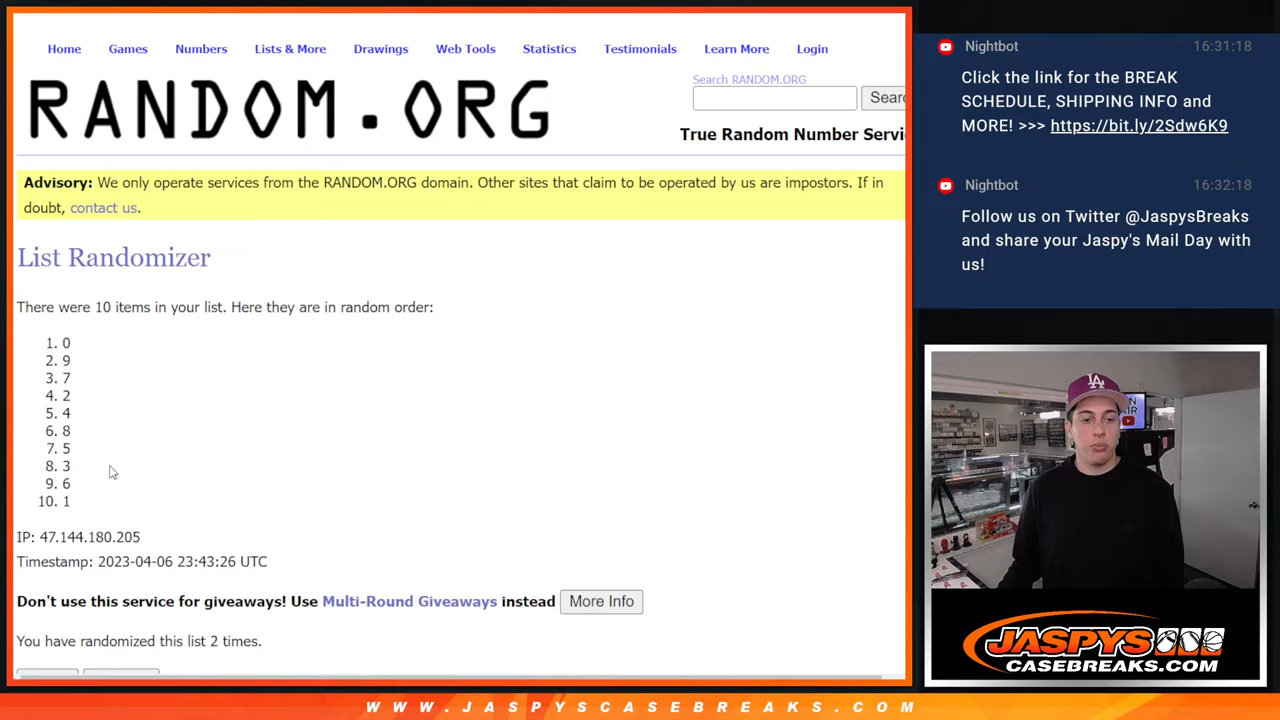 Home Games Numbers Lists & More Drawings Web Tools Statistics Testimonials Learn More Login
RANDOM.ORG
Search RANDOM.ORG
True Random Number Servi
Advisory: We only operate services from the RANDOM.ORG domain. Other sites that claim to be operated by us are impostors. If in
doubt, contact us.
List Randomizer
There were 10 items in your list. Here they are in random order:
1. 0
2. 9
3. 7
4. 2
5. 4
6. 8
7. 5
8. 3
9. 6
10. 1
IP: 47.144.180.205
Timestamp: 2023-04-06 23:43:26 UTC
Don't use this service for giveaways! Use Multi-Round Giveaways instead More Info
You have randomized this list 2 times.
Nightbot 16:31:18
Click the link for the BREAK
SCHEDULE, SHIPPING INFO and
MORE! >>> https://bit.ly/2Sdw6K9
Nightbot 16:32:18
Follow us on Twitter @JaspysBreaks
and share your Jaspy's Mail Day with
us!
LA
JASPYS
CASEBREAKS.COM
WWW.JASPYSCASEBREAKS.COM